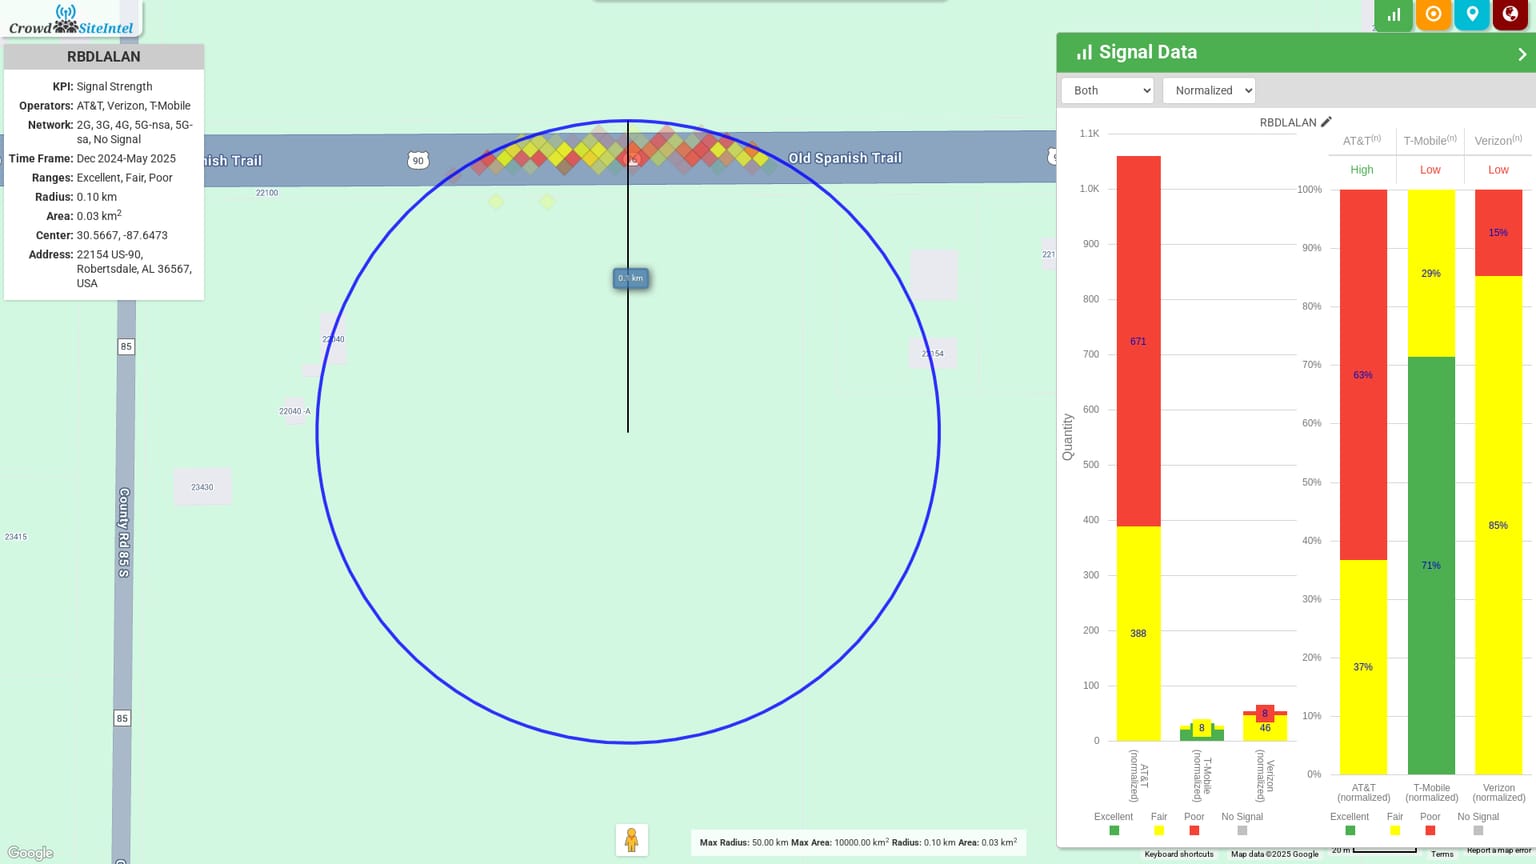 Crowd SiteIntel
RBDLALAN
KPI: Signal Strength
Operators: AT&T, Verizon, T-Mobile
Network: 2G, 3G, 4G, 5G-nsa, 5G-
sa, No Signal
Time Frame: Dec 2024-May 2025
Ranges: Excellent, Fair, Poor
Radius: 0.10 km
Area: 0.03 km²
Center: 30.5667, -87.6473
Address: 22154 US-90,
Robertsdale, AL 36567,
USA
nish Trail
90
Old Spanish Trail
22100
0.1 km
22040
22154
221
22040 -A
23430
23415
85
County Rd 85 S
85
Google
Max Radius: 50.00 km Max Area: 10000.00 km² Radius: 0.10 km Area: 0.03 km²
Signal Data
Both
Normalized
RBDLALAN
1.1K
1.0K
900
800
700
600
500
400
300
200
100
0
Quantity
671
388
8
8
46
AT&T
(normalized)
T-Mobile
(normalized)
Verizon
(normalized)
Excellent Fair Poor No Signal
AT&T(n) T-Mobile(n) Verizon(n)
High Low Low
100%
90%
80%
70%
60%
50%
40%
30%
20%
10%
0%
63%
37%
29%
71%
15%
85%
AT&T
(normalized)
T-Mobile
(normalized)
Verizon
(normalized)
Excellent Fair Poor No Signal
Keyboard shortcuts
Map data ©2025 Google
20 m
Terms
Report a map error